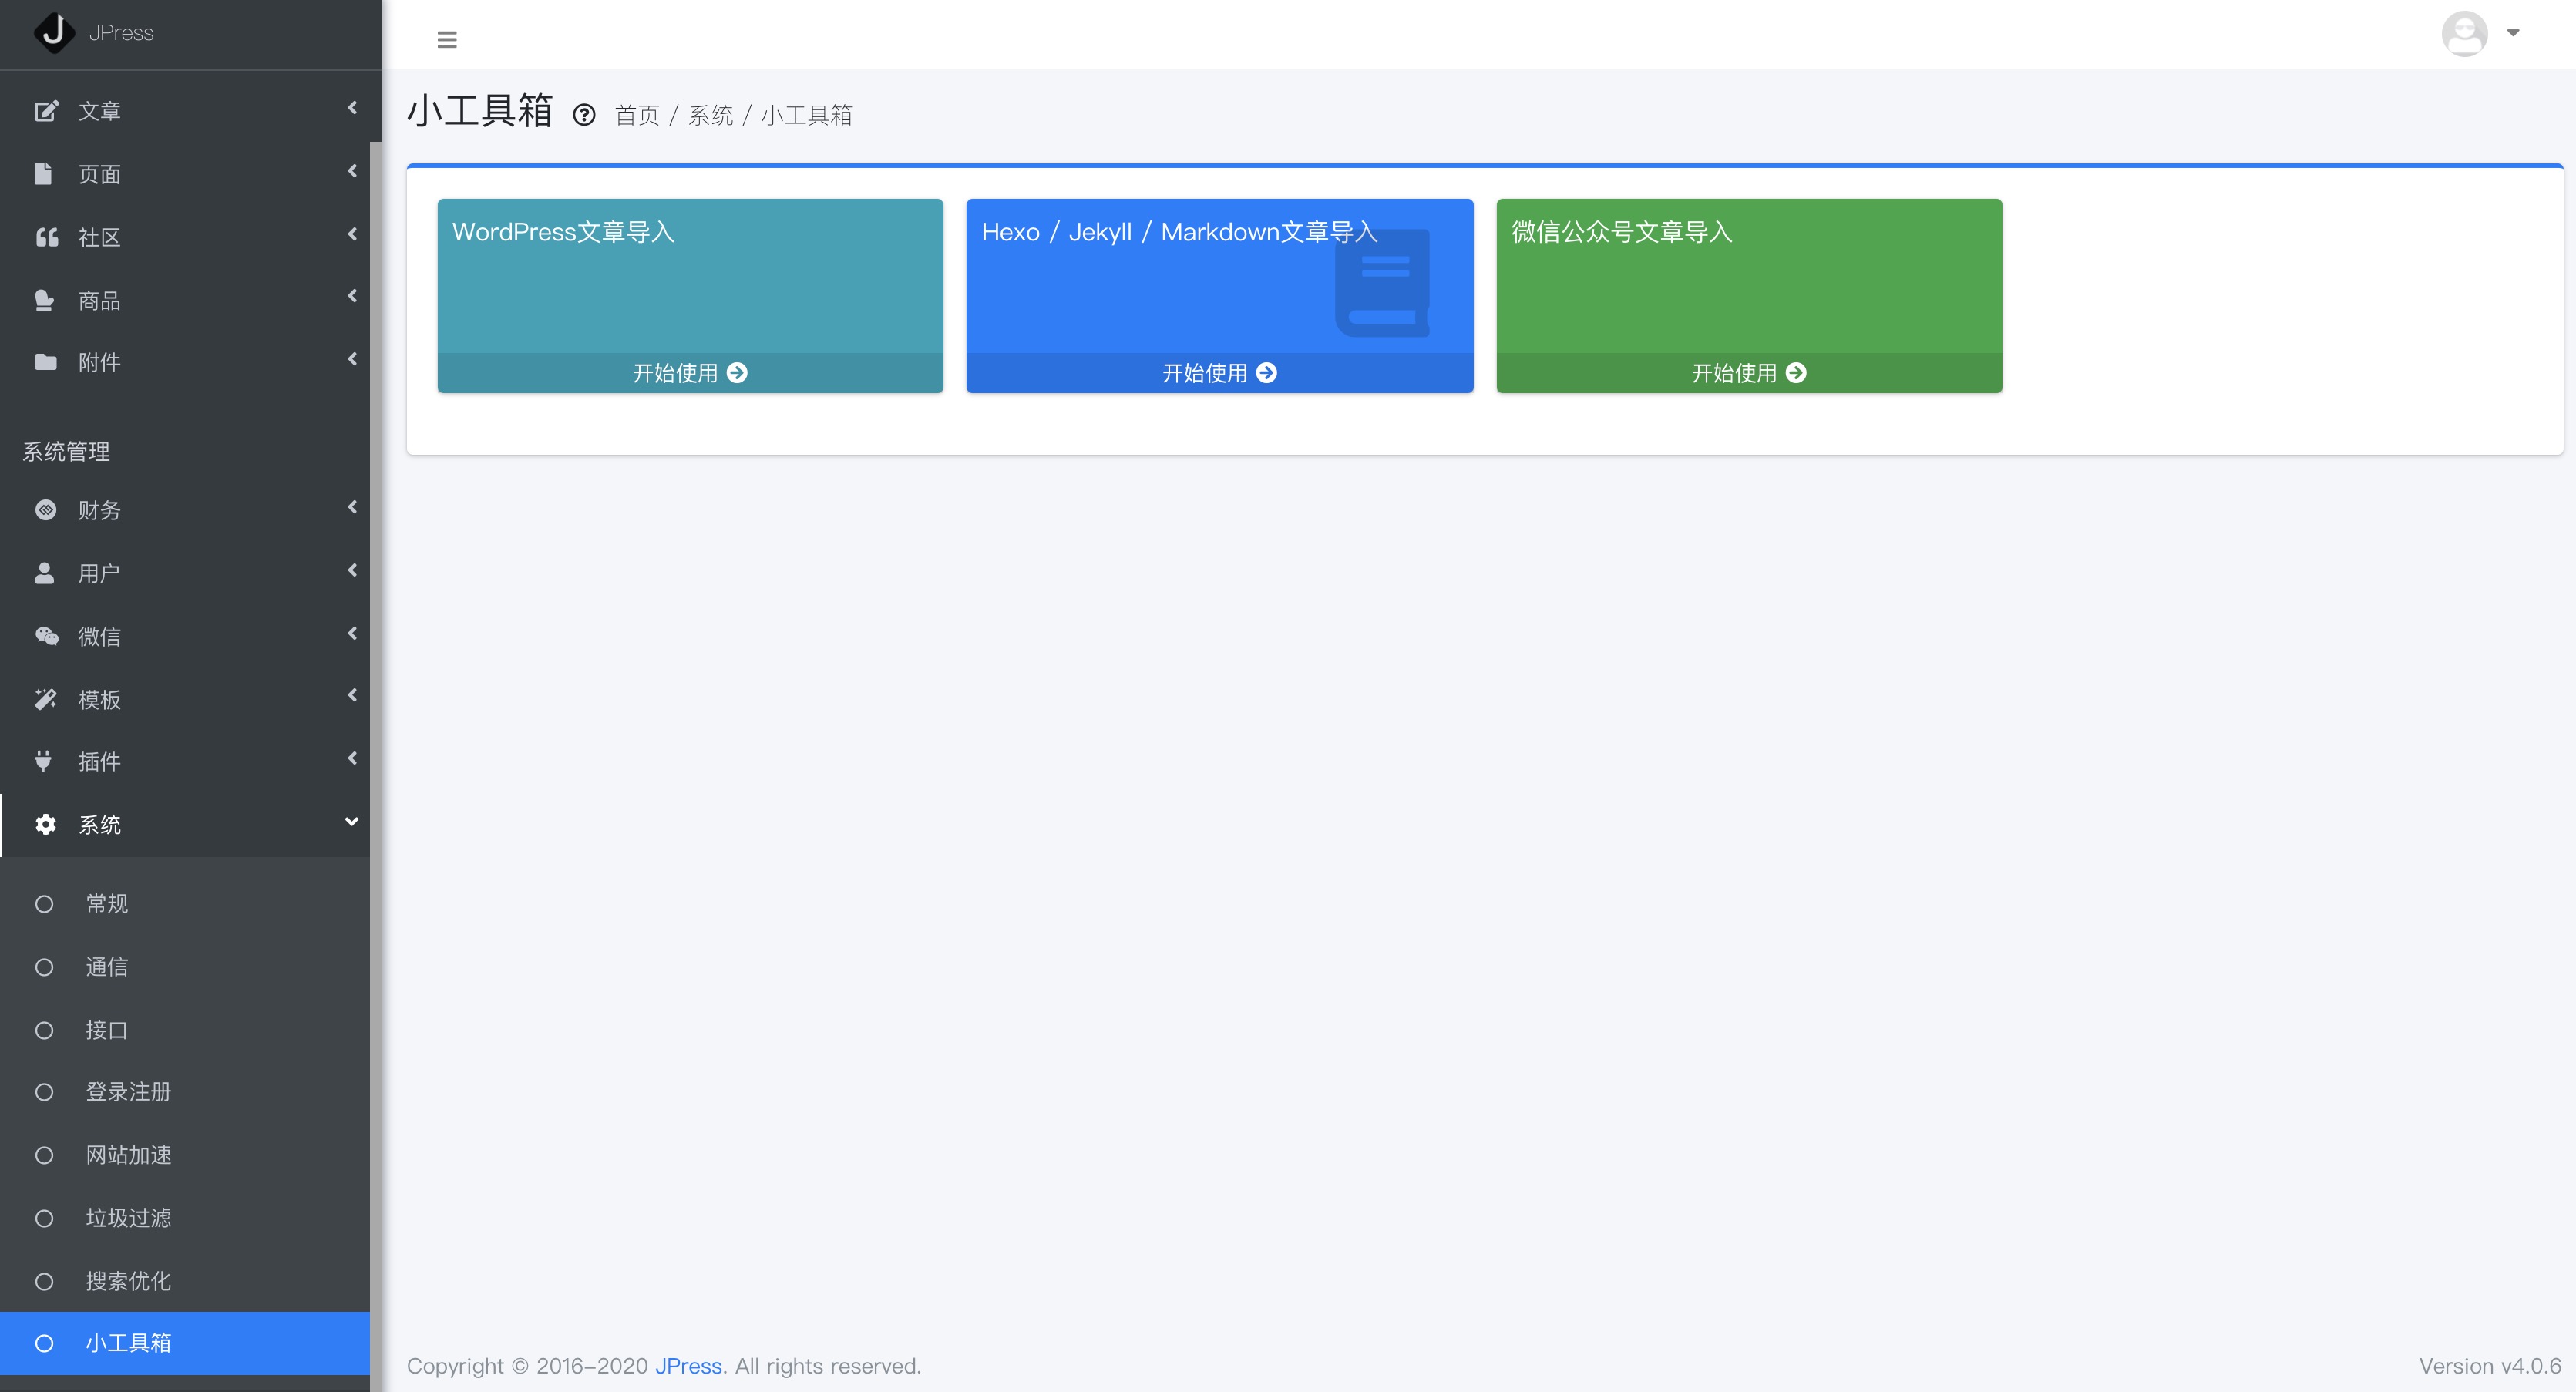 JPress
文章
页面
社区
商品
附件
系统管理
财务
用户
微信
模板
插件
系统
常规
通信
接口
登录注册
网站加速
垃圾过滤
搜索优化
小工具箱
小工具箱 首页 / 系统 / 小工具箱
WordPress文章导入
开始使用
Hexo / Jekyll / Markdown文章导入
开始使用
微信公众号文章导入
开始使用
Copyright © 2016-2020 JPress. All rights reserved.
Version v4.0.6